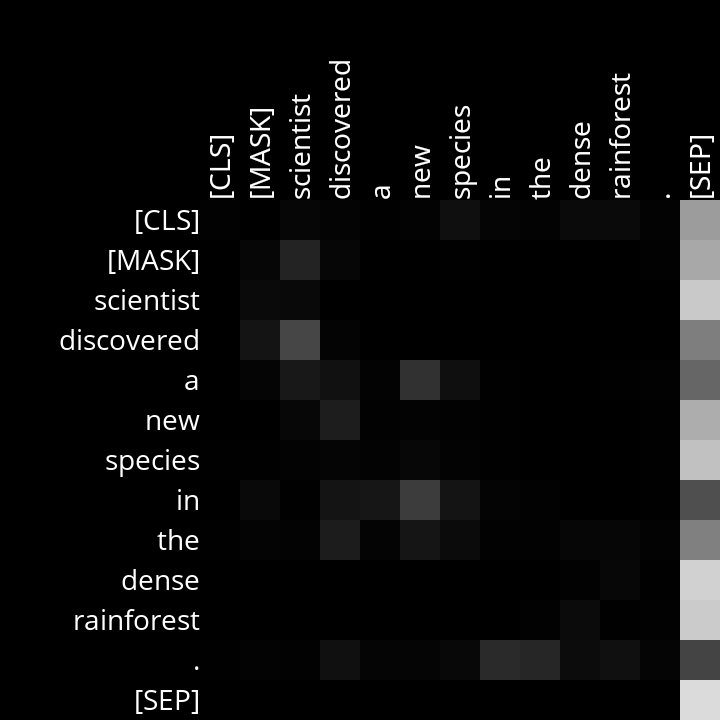 [CLS]
[MASK]
scientist
discovered
a
new
species
in
the
dense
rainforest
.
[SEP]
[CLS]
[MASK]
scientist
discovered
a
new
species
in
the
dense
rainforest
.
[SEP]